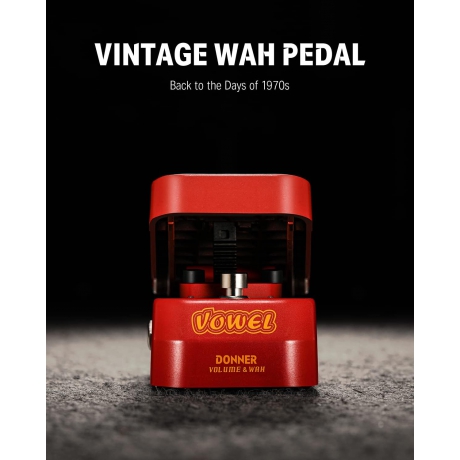 VINTAGE WAH PEDAL
Back to the Days of 1970s
VOWEL
DONNER
VOLUME & WAH